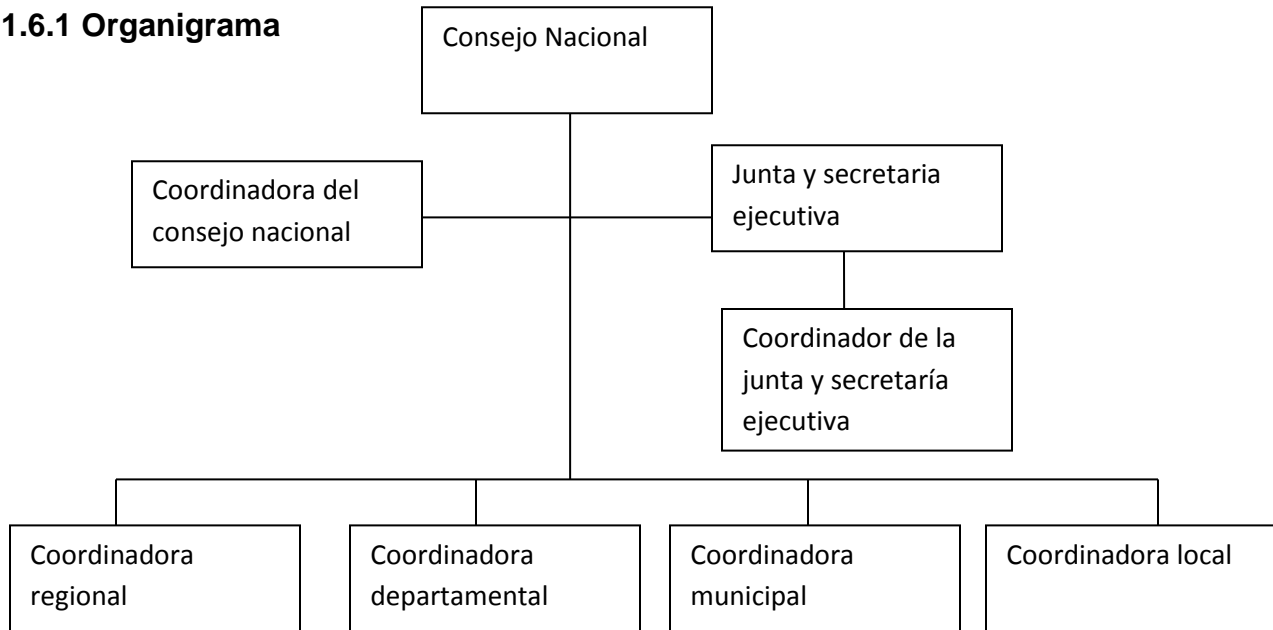 1.6.1 Organigrama
Consejo Nacional
Coordinadora del
consejo nacional
Junta y secretaria
ejecutiva
Coordinador de la
junta y secretaría
ejecutiva
Coordinadora
regional
Coordinadora
departamental
Coordinadora
municipal
Coordinadora local